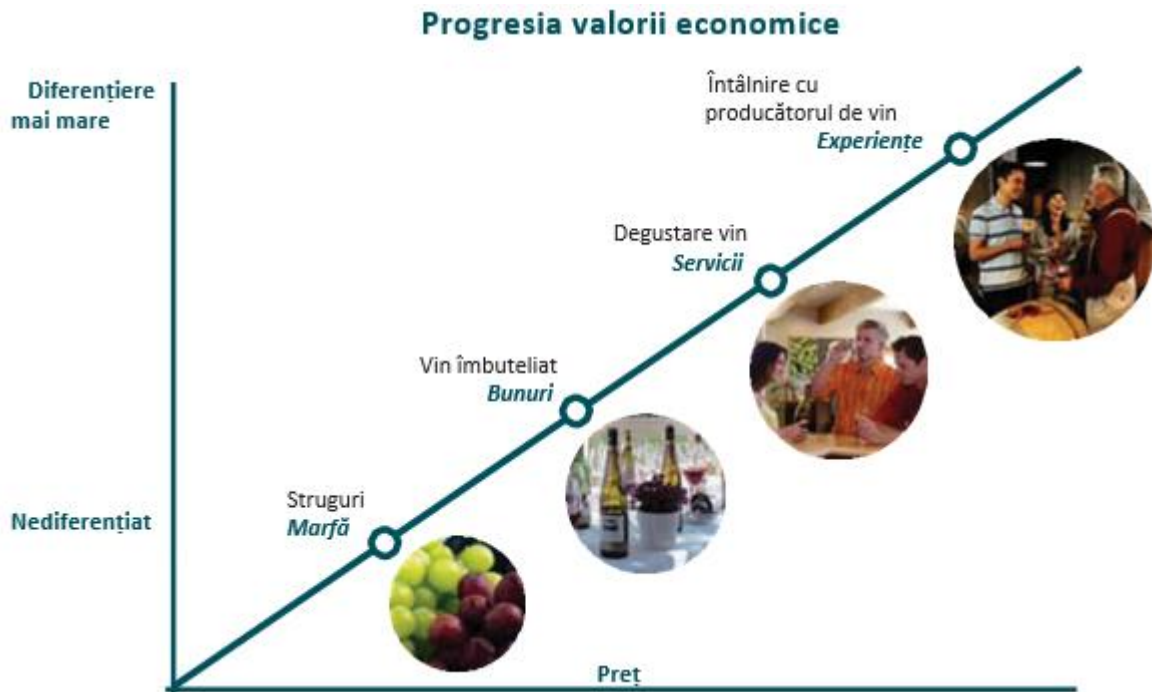 Progresia valorii economice
Diferențiere
mai mare
Întâlnire cu
producătorul de vin
Experiențe
Degustare vin
Servicii
Vin îmbuteliat
Bunuri
Struguri
Marfă
Nediferențiat
Preț